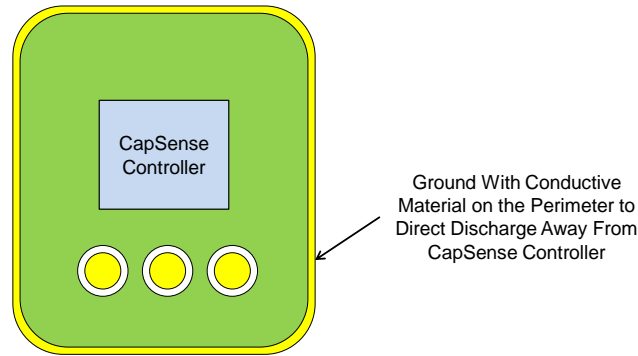 CapSense
Controller
Ground With Conductive
Material on the Perimeter to
Direct Discharge Away From
CapSense Controller